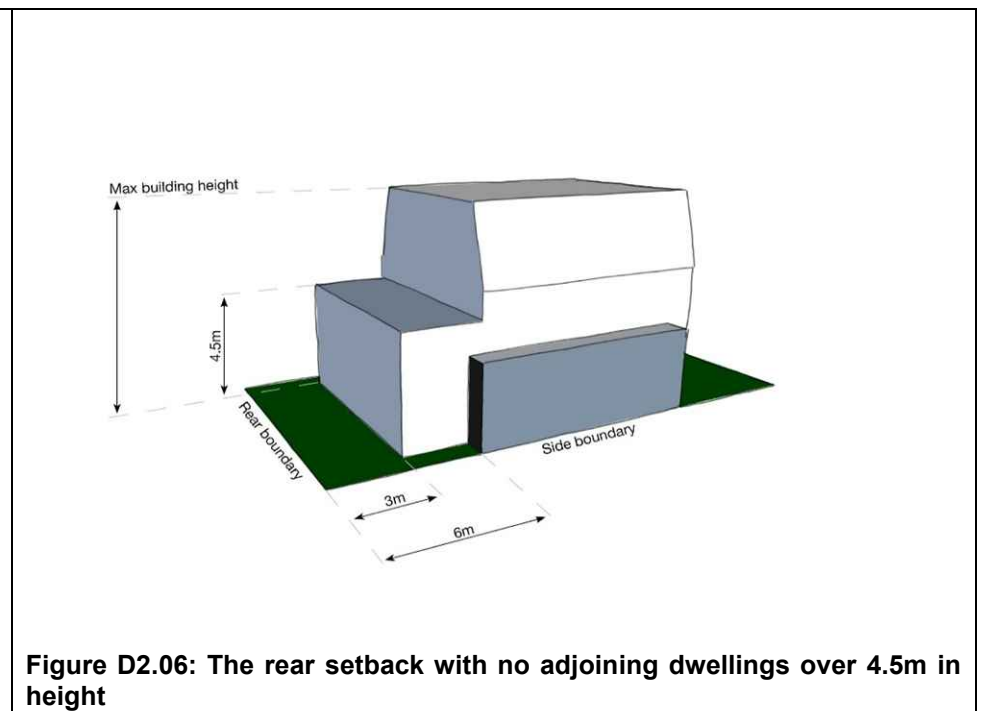 Max building height
4.5m
Rear boundary
Side boundary
3m
6m
Figure D2.06: The rear setback with no adjoining dwellings over 4.5m in
height